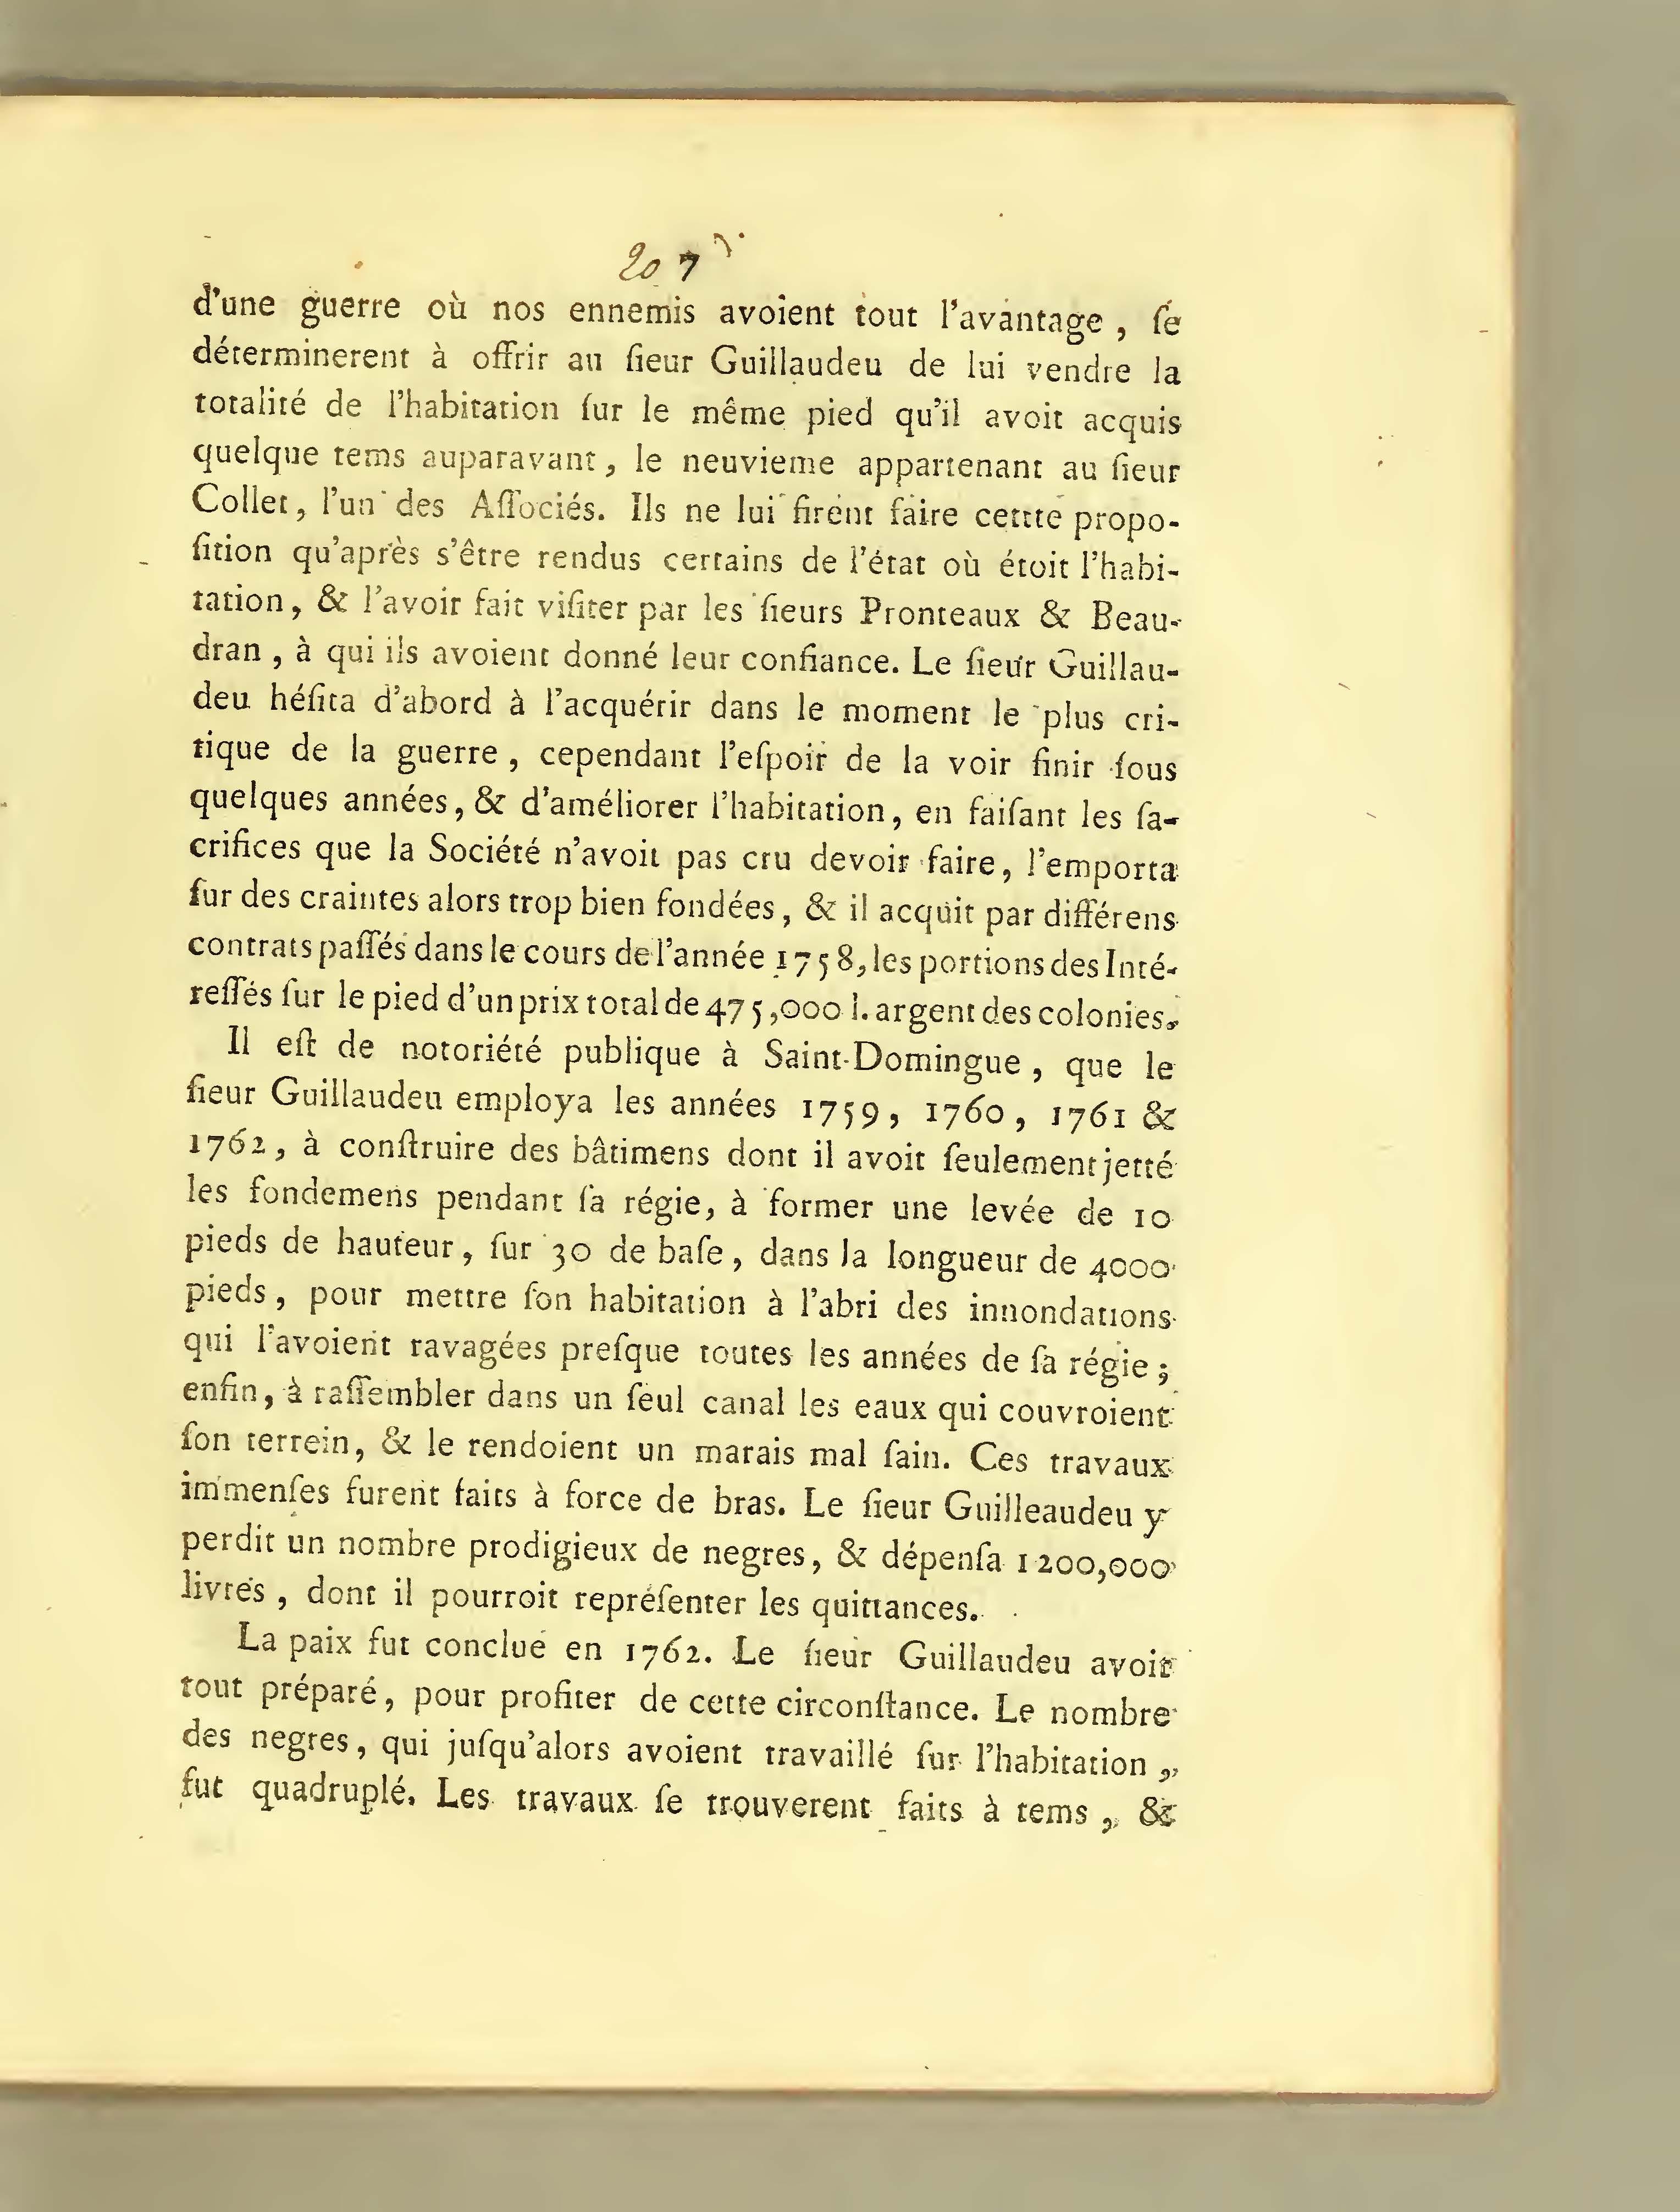 207
d'une guerre où nos ennemis avoient tout l'avantage, ſe
déterminerent à offrir au ſieur Guillaudeu de lui vendre la
totalité de l'habitation ſur le même pied qu'il avoit acquis
quelque tems auparavant, le neuvieme appartenant au ſieur
Collet, l'un des Aſſociés. Ils ne lui firent faire cettte propo-
ſition qu'après s'être rendus certains de l'état où étoit l'habi-
tation, & l'avoir fait viſiter par les ſieurs Pronteaux & Beau-
dran, à qui ils avoient donné leur confiance. Le ſieur Guillau-
deu héſita d'abord à l'acquérir dans le moment le plus cri-
tique de la guerre, cependant l'eſpoir de la voir finir ſous
quelques années, & d'améliorer l'habitation, en faiſant les ſa-
crifices que la Société n'avoit pas cru devoir faire, l'emporta
ſur des craintes alors trop bien fondées, & il acquit par différens
contrats paſſés dans le cours de l'année 1758, les portions des Inté-
reſſés ſur le pied d'un prix total de 475,000 l. argent des colonies.
Il eſt de notoriété publique à Saint-Domingue, que le
ſieur Guillaudeu employa les années 1759, 1760, 1761 &
1762, à conſtruire des bâtimens dont il avoit ſeulement jetté
les fondemens pendant ſa régie, à former une levée de 10
pieds de hauteur, ſur 30 de baſe, dans la longueur de 4000
pieds, pour mettre ſon habitation à l'abri des innondations
qui l'avoient ravagées preſque toutes les années de ſa régie;
enfin, à raſſembler dans un ſeul canal les eaux qui couvroient
ſon terrein, & le rendoient un marais mal ſain. Ces travaux
immenſes furent faits à force de bras. Le ſieur Guilleaudeu y
perdit un nombre prodigieux de negres, & dépenſa 1200,000
livres, dont il pourroit repréſenter les quittances.
La paix fut conclue en 1762. Le ſieur Guillaudeu avoit
tout préparé, pour profiter de cette circonſtance. Le nombre
des negres, qui juſqu'alors avoient travaillé ſur l'habitation,
fut quadruplé. Les travaux ſe trouverent faits à tems, &